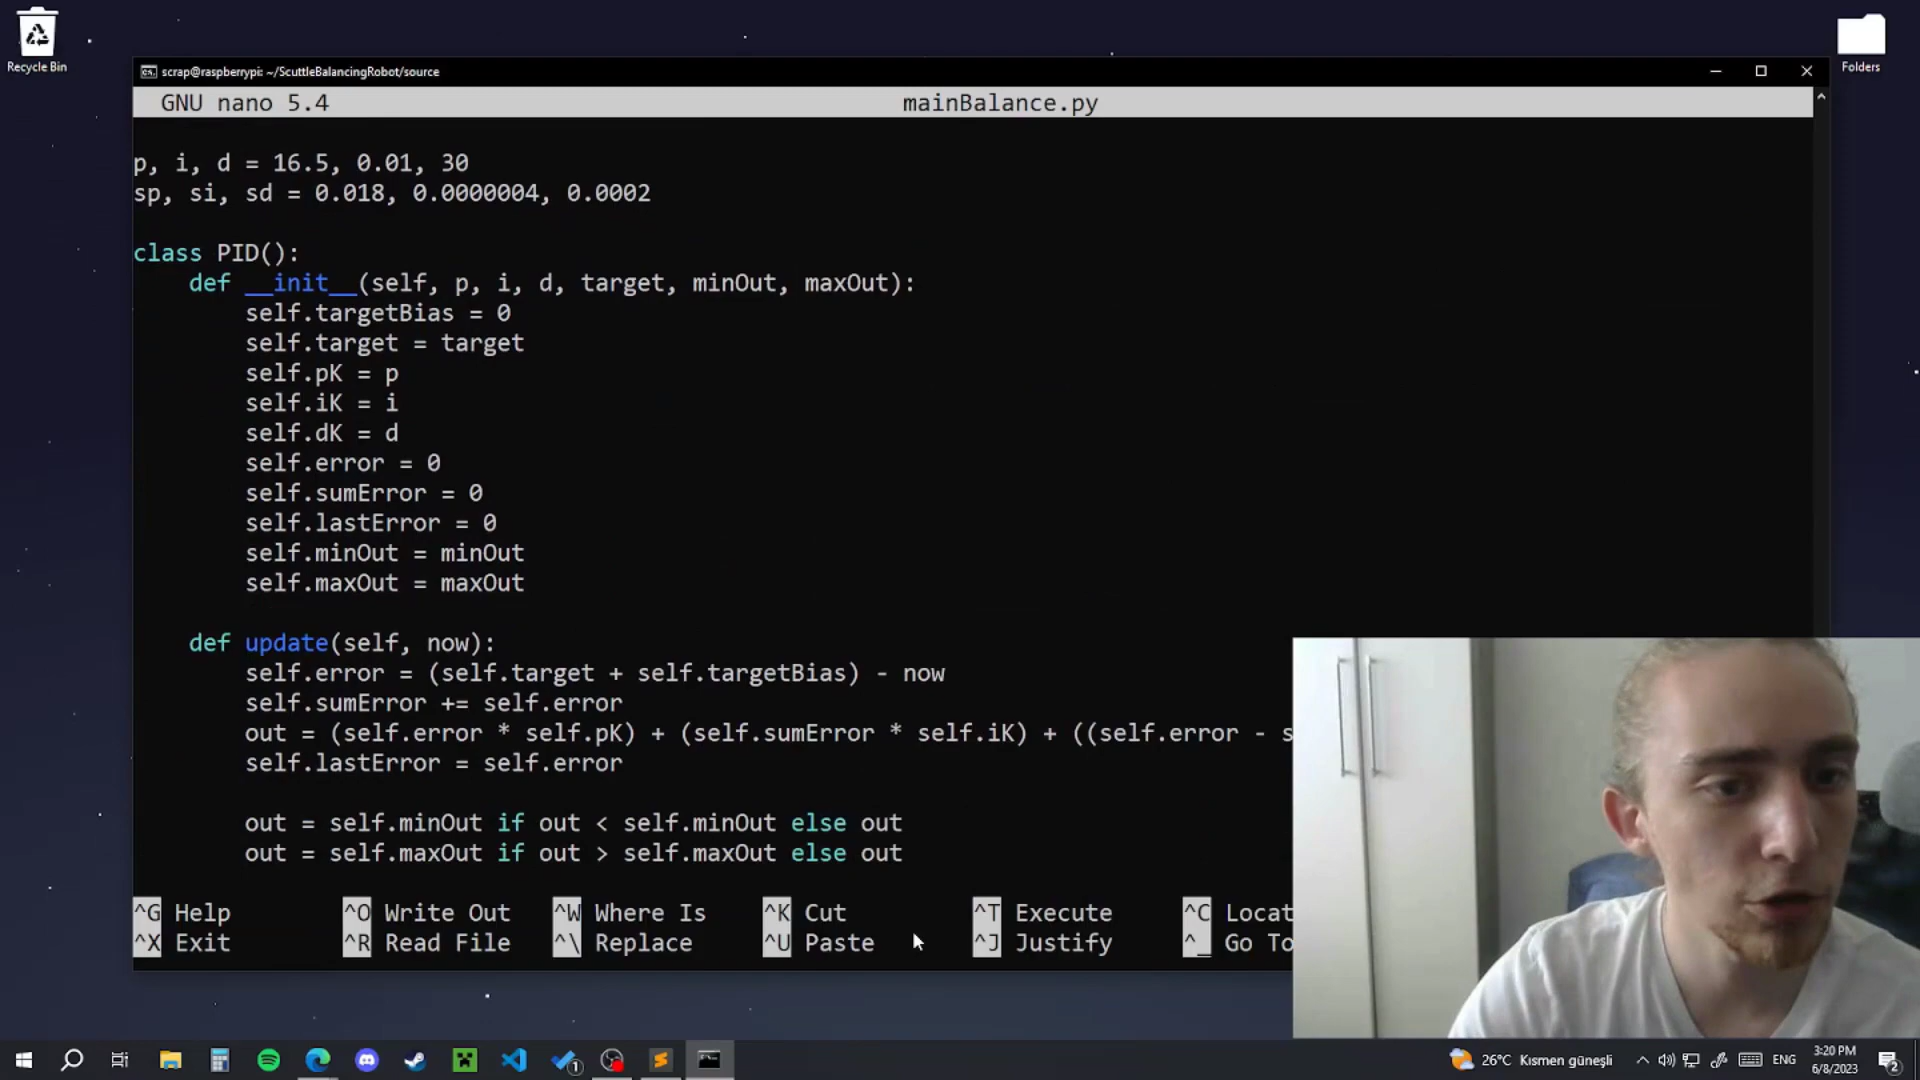 Recycle Bin
Folders
scrap@raspberrypi: ~/ScuttleBalancingRobot/source
GNU nano 5.4 mainBalance.py
p, i, d = 16.5, 0.01, 30
sp, si, sd = 0.018, 0.0000004, 0.0002
class PID():
def __init__(self, p, i, d, target, minOut, maxOut):
self.targetBias = 0
self.target = target
self.pK = p
self.iK = i
self.dK = d
self.error = 0
self.sumError = 0
self.lastError = 0
self.minOut = minOut
self.maxOut = maxOut
def update(self, now):
self.error = (self.target + self.targetBias) - now
self.sumError += self.error
out = (self.error * self.pK) + (self.sumError * self.iK) + ((self.error - s
self.lastError = self.error
out = self.minOut if out < self.minOut else out
out = self.maxOut if out > self.maxOut else out
^G Help ^O Write Out ^W Where Is ^K Cut ^T Execute ^C Locat
^X Exit ^R Read File ^\ Replace ^U Paste ^J Justify ^_ Go To
26°C Kısmen güneşli ENG 3:20 PM
6/8/2023